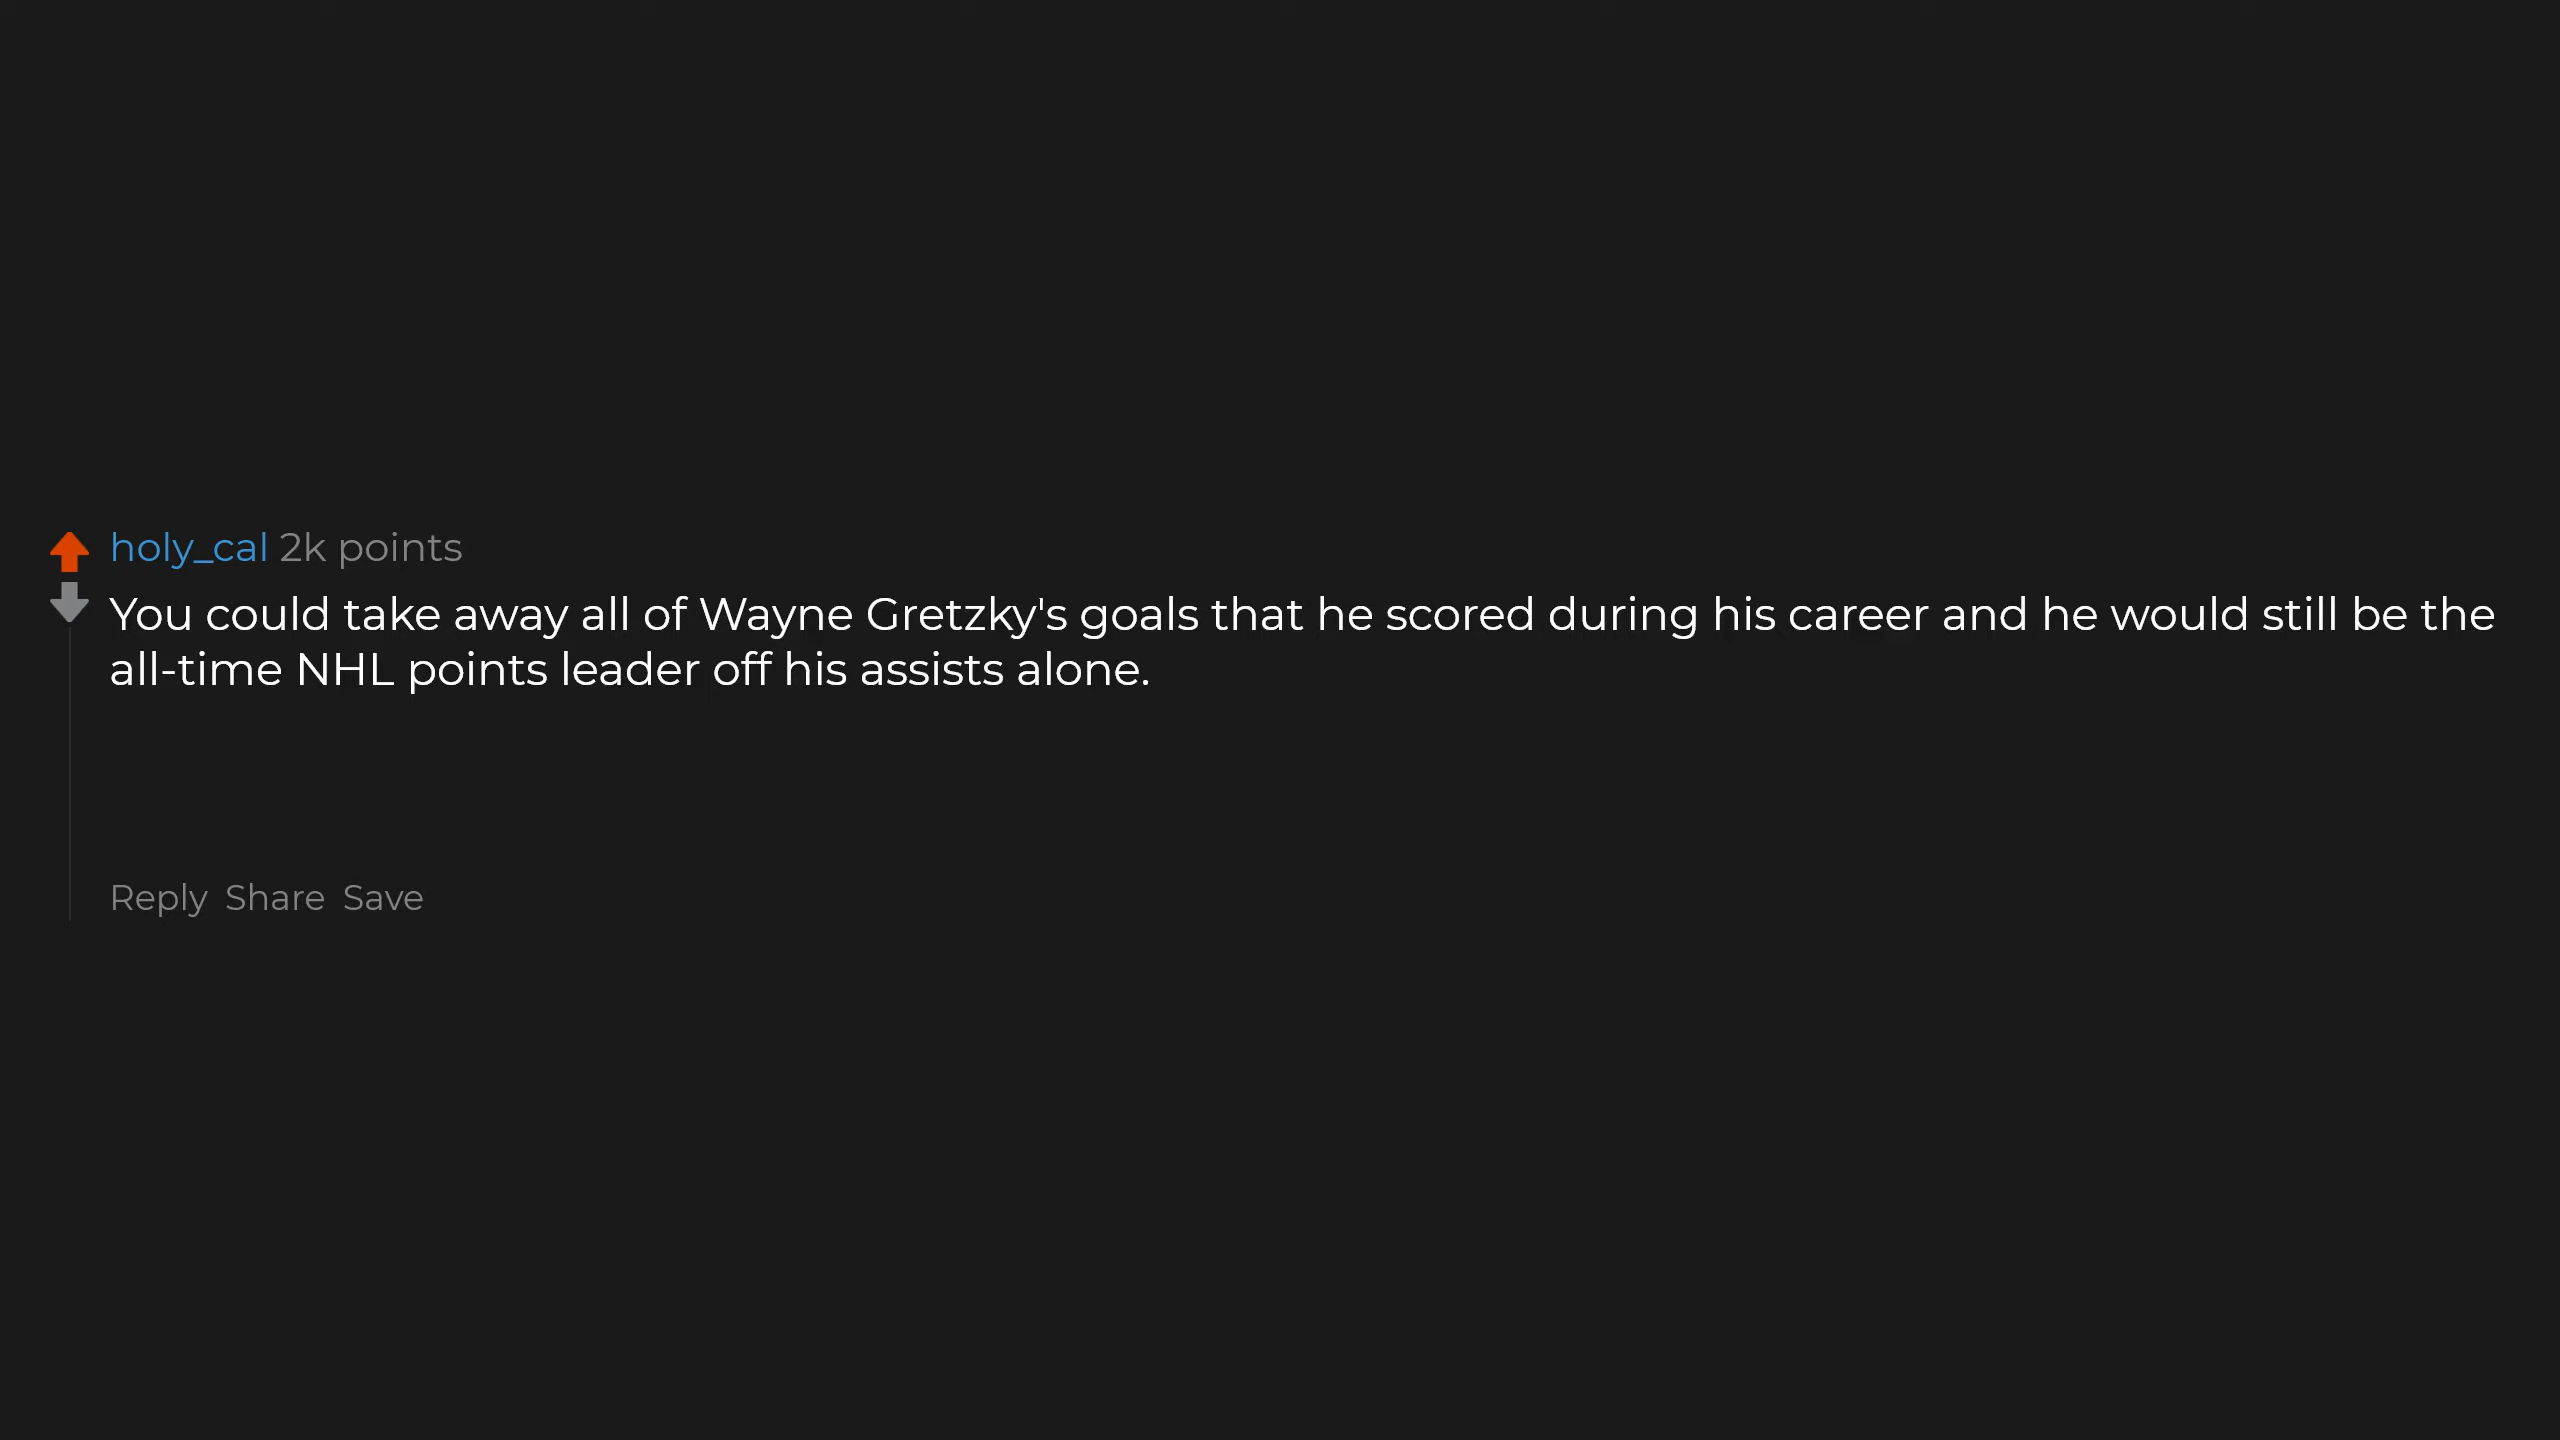 holy_cal 2k points
You could take away all of Wayne Gretzky's goals that he scored during his career and he would still be the
all-time NHL points leader off his assists alone.
Reply Share Save